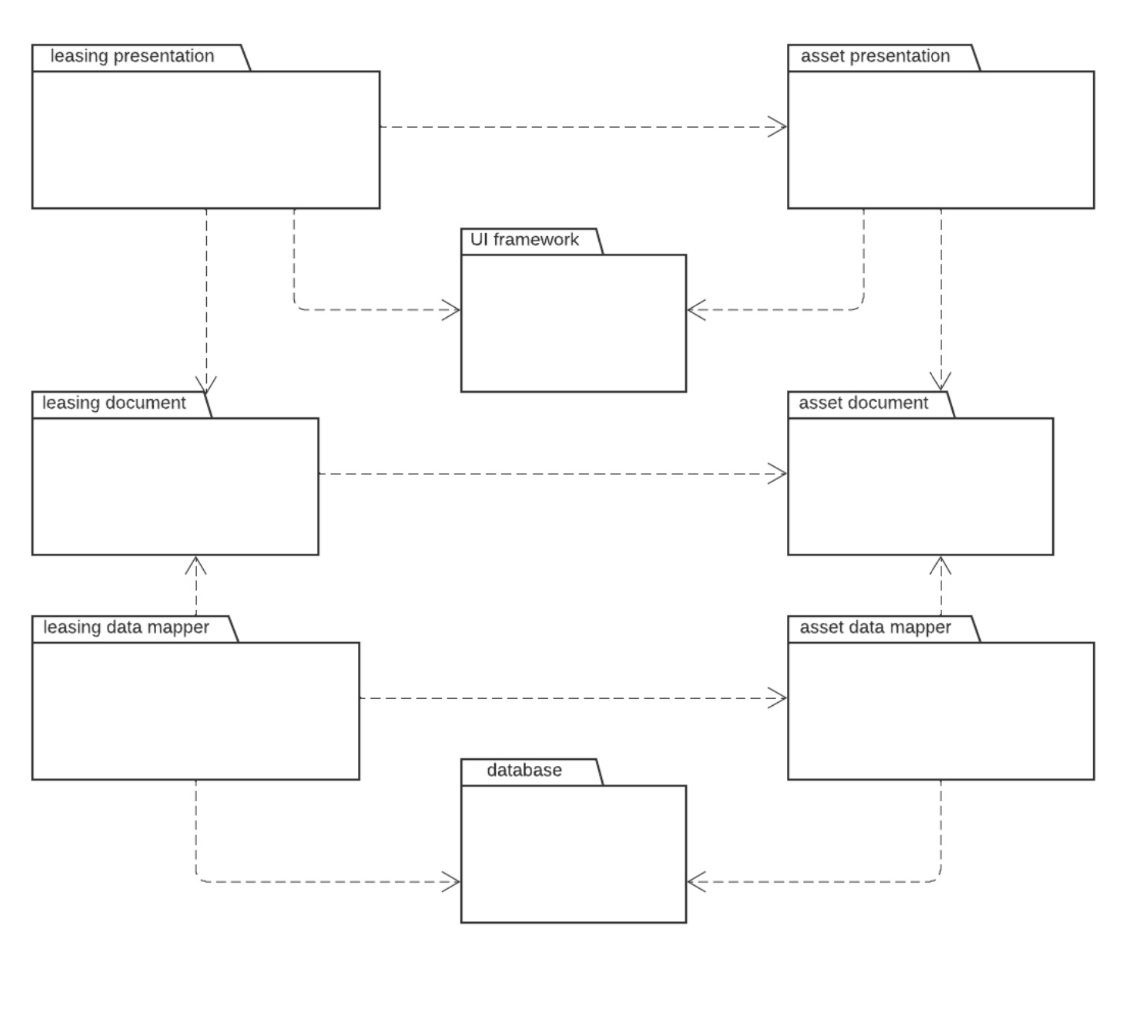 leasing presentation
asset presentation
UI framework
leasing document
asset document
leasing data mapper
asset data mapper
database